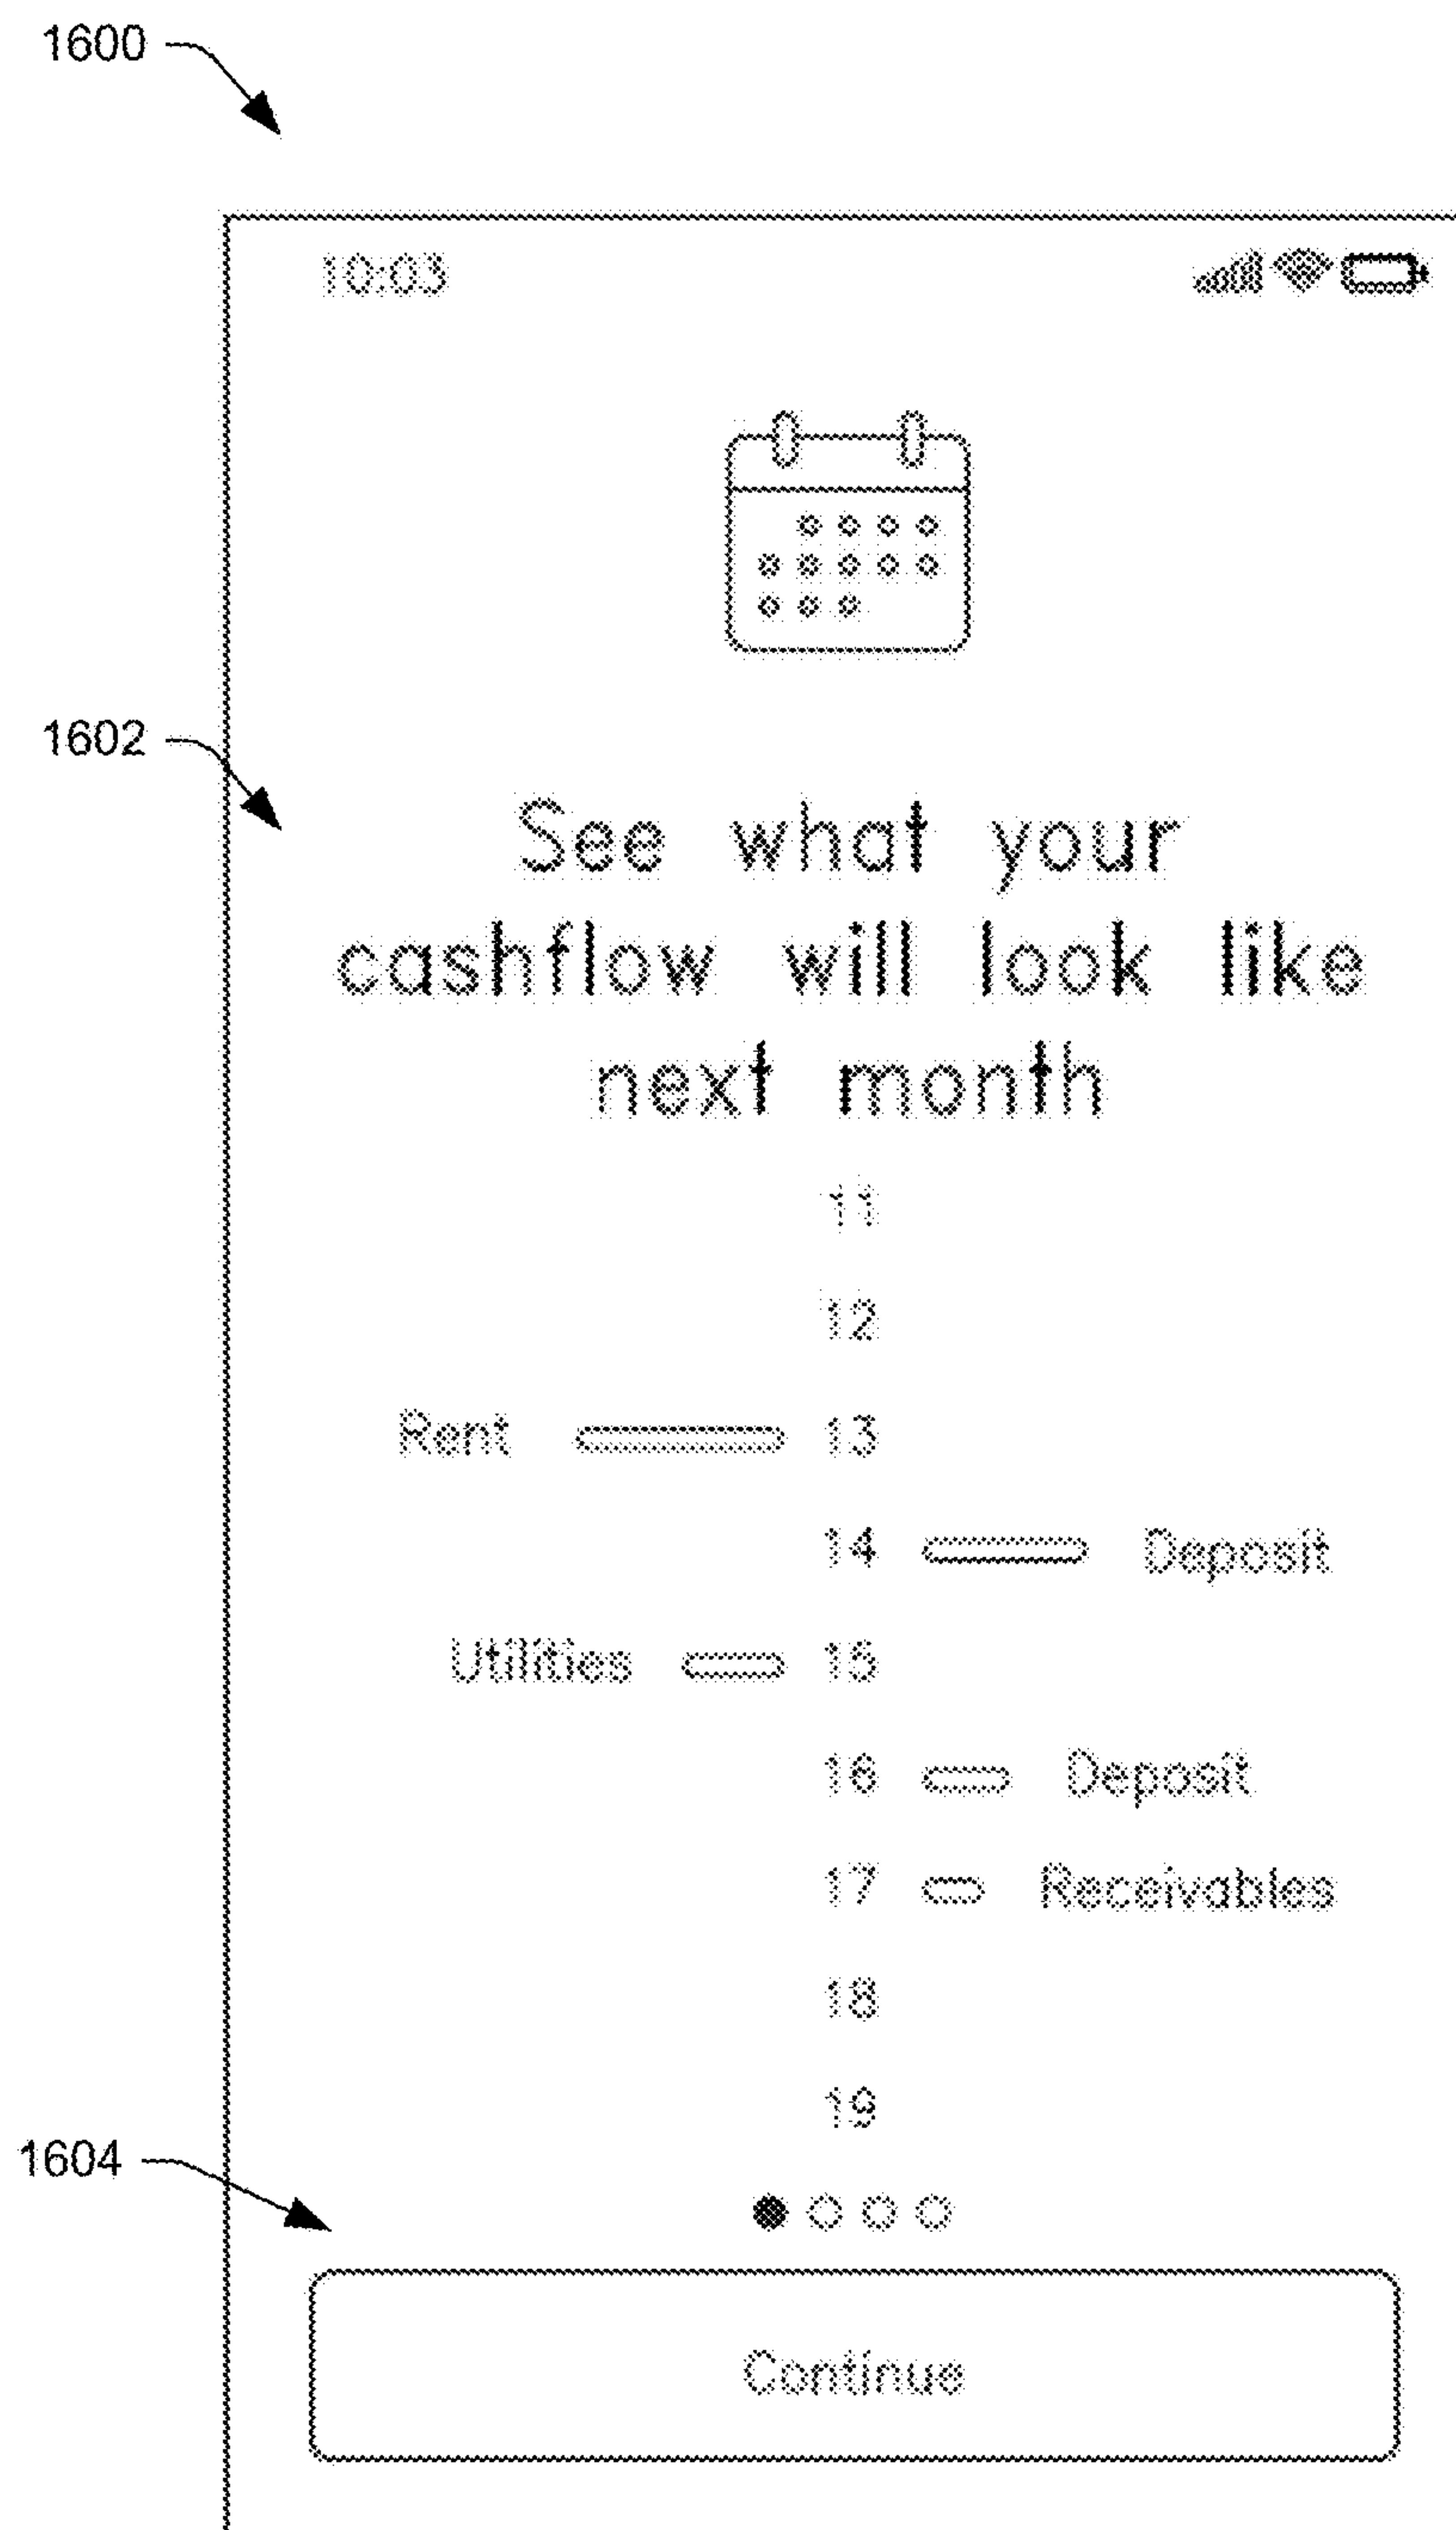 1600
10:03
1602
See what your
cashflow will look like
next month
11
12
Rent 13
14 Deposit
Utilities 15
16 Deposit
17 Receivables
18
19
1604
Continue